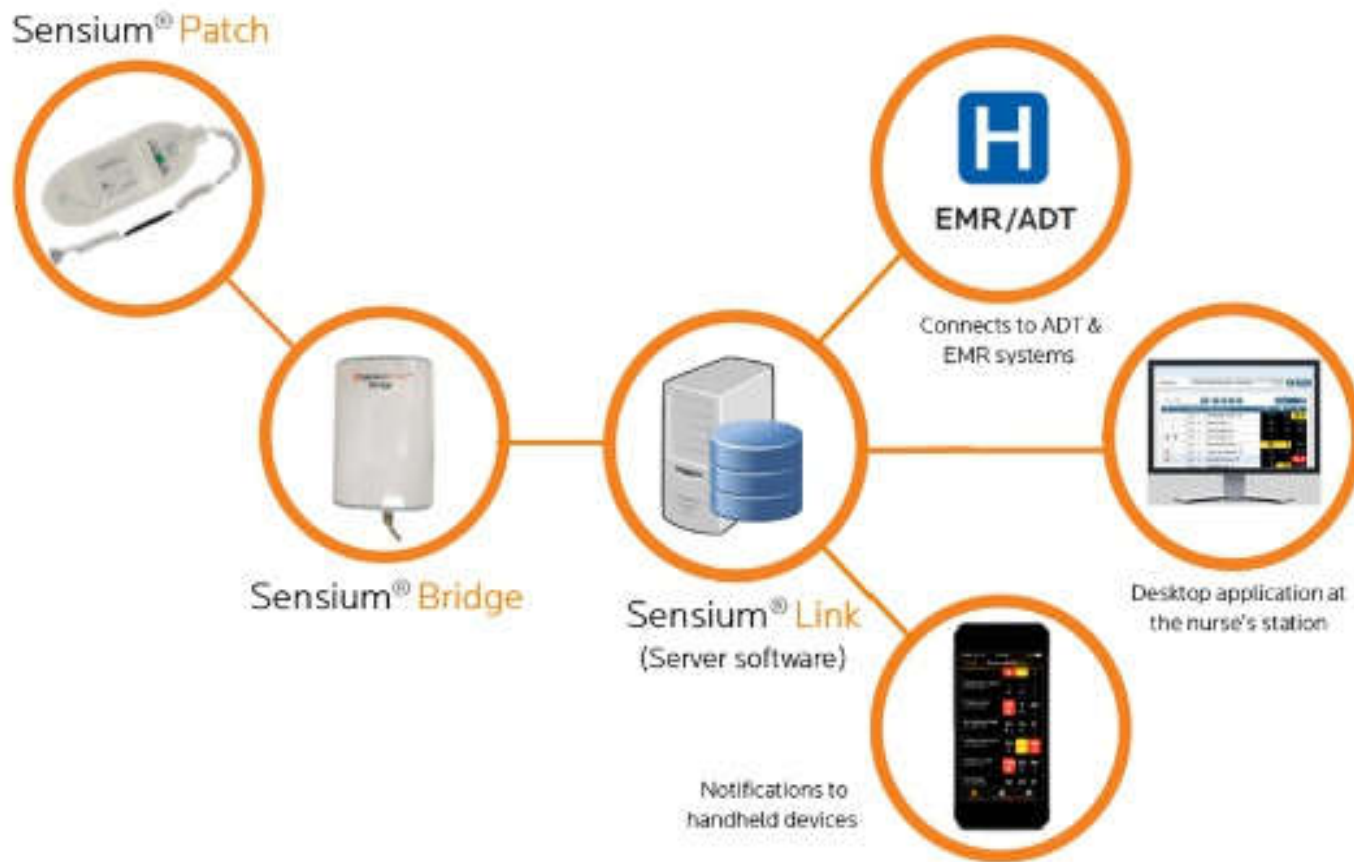 Sensium® Patch
H
EMR/ADT
Connects to ADT &
EMR systems
Bridge
Sensium® Bridge
Sensium® Link
(Server software)
Desktop application at
the nurse's station
Notifications to
handheld devices